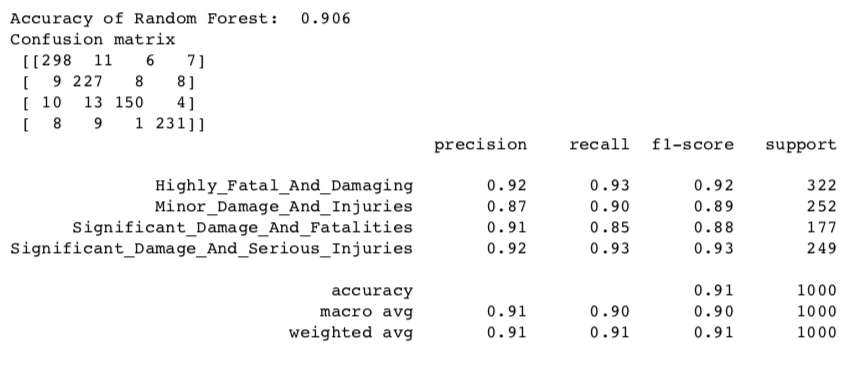 Accuracy of Random Forest:  0.906
Confusion matrix
 [[298  11   6   7]
 [  9 227   8   8]
 [ 10  13 150   4]
 [  8   9   1 231]]
precision    recall  f1-score   support
Highly_Fatal_And_Damaging       0.92      0.93      0.92       322
Minor_Damage_And_Injuries       0.87      0.90      0.89       252
Significant_Damage_And_Fatalities       0.91      0.85      0.88       177
Significant_Damage_And_Serious_Injuries       0.92      0.93      0.93       249
accuracy                           0.91      1000
macro avg       0.91      0.90      0.90      1000
weighted avg       0.91      0.91      0.91      1000